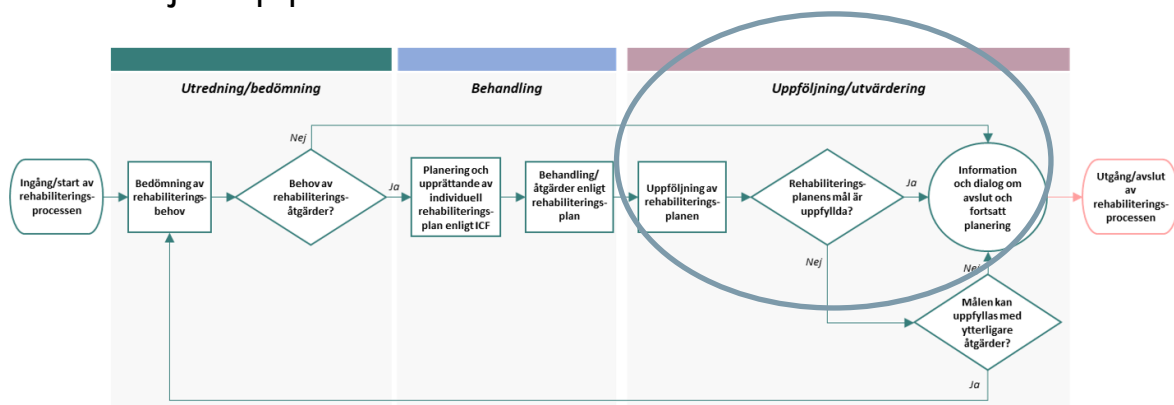 Utredning/bedömning
Behandling
Uppföljning/utvärdering
Nej
Ingång/start av
rehabiliterings-
processen
Bedömning av
rehabiliterings-
behov
Behov av
rehabiliterings-
åtgärder?
Ja
Planering och
upprättande av
individuell
rehabiliterings-
plan enligt ICF
Behandling/
åtgärder enligt
rehabiliterings-
plan
Uppföljning av
rehabiliterings-
planen
Rehabiliterings-
planens mål är
uppfyllda?
Ja
Information
och dialog om
avslut och
fortsatt
planering
Utgång/avslut
av
rehabiliterings-
processen
Nej
Nej
Målen kan
uppfyllas med
ytterligare
åtgärder?
Ja